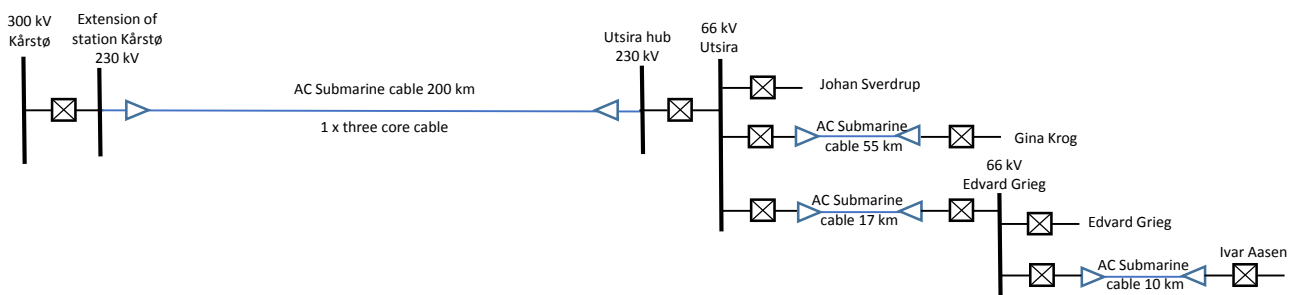 300 kV
Kårstø
Extension of
station Kårstø
230 kV
AC Submarine cable 200 km
1 x three core cable
Utsira hub
230 kV
66 kV
Utsira
Johan Sverdrup
AC Submarine
cable 55 km
Gina Krog
AC Submarine
cable 17 km
66 kV
Edvard Grieg
Edvard Grieg
AC Submarine
cable 10 km
Ivar Aasen